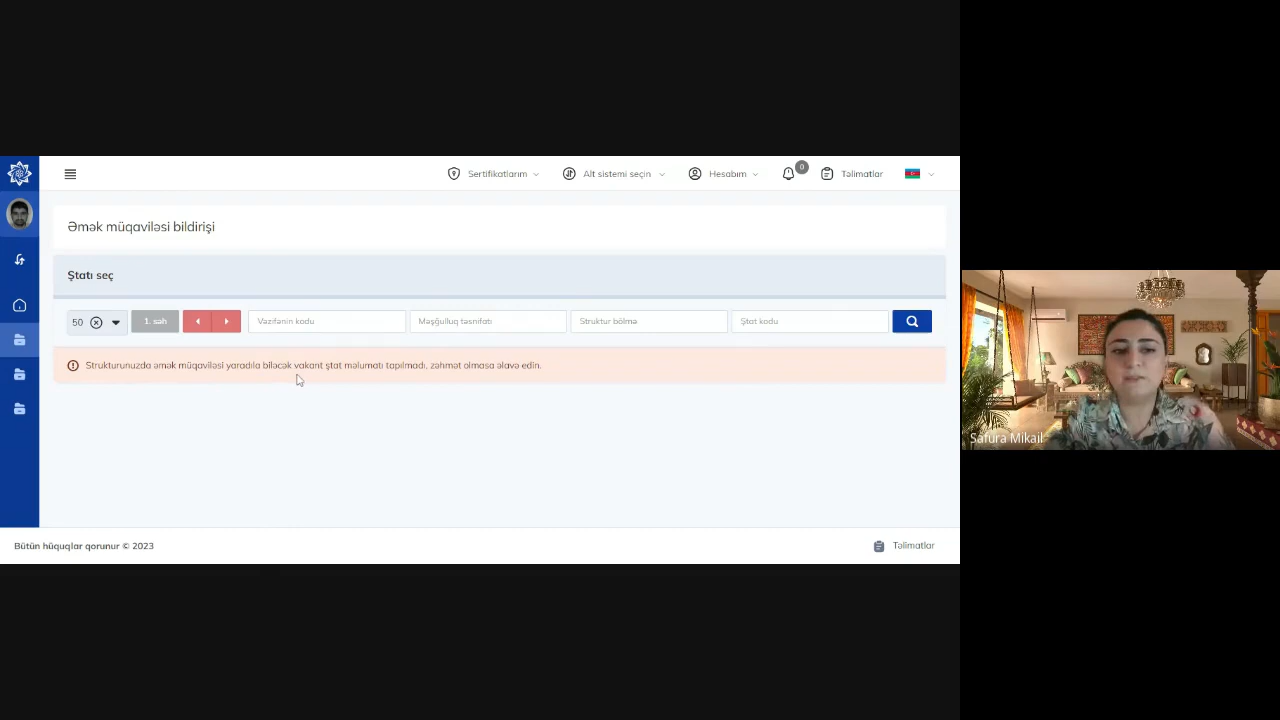 Sertifikatlarım
Alt sistemi seçin
Hesabım
0
Təlimatlar
Əmək müqaviləsi bildirişi
Ştatı seç
50
1. səh
Vəzifənin kodu
Məşğulluq təsnifatı
Struktur bölmə
Ştat kodu
Strukturunuzda əmək müqaviləsi yaradıla biləcək vakant ştat məlumatı tapılmadı, zəhmət olmasa əlavə edin.
Safura Mikail
Bütün hüquqlar qorunur © 2023
Təlimatlar